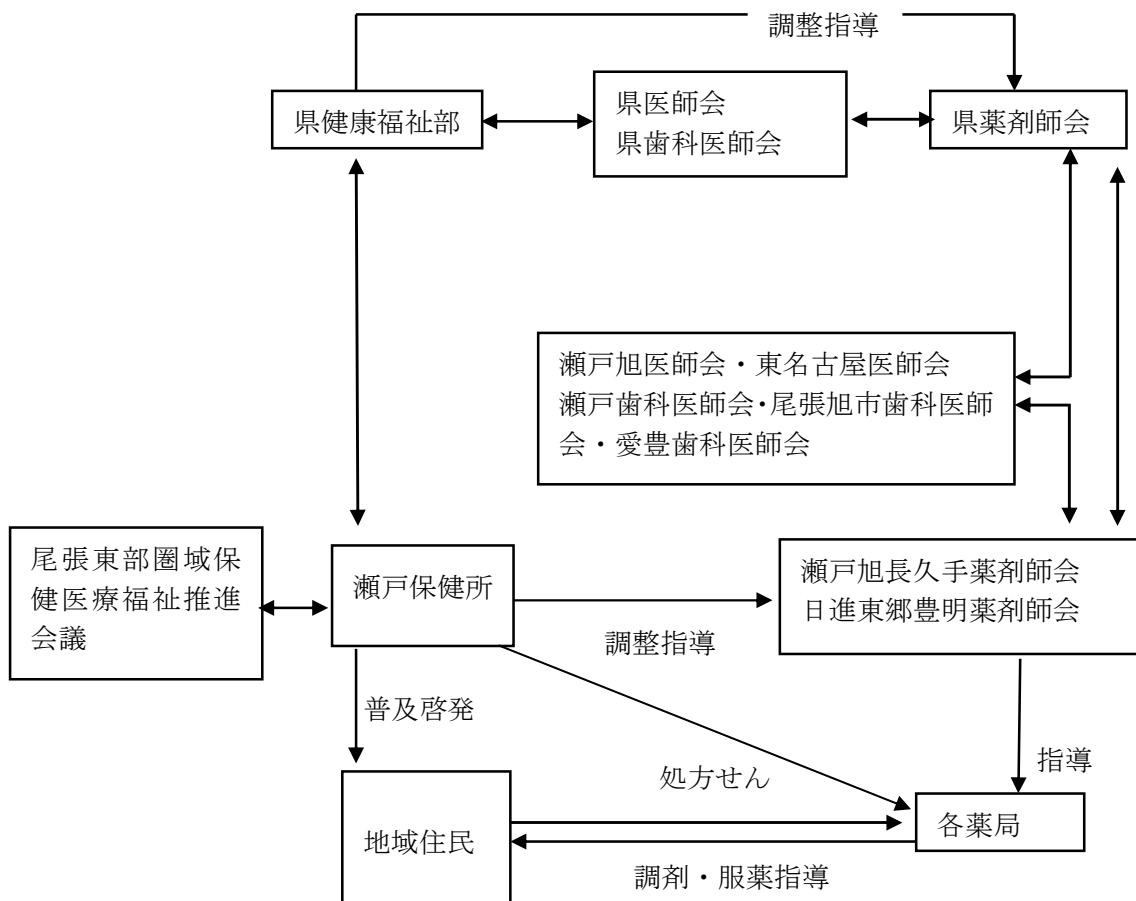 調整指導
県健康福祉部
県医師会
県歯科医師会
県薬剤師会
瀬戸旭医師会・東名古屋医師会
瀬戸歯科医師会・尾張旭市歯科医師
会・愛豊歯科医師会
尾張東部圏域保
健医療福祉推進
会議
瀬戸保健所
瀬戸旭長久手薬剤師会
日進東郷豊明薬剤師会
調整指導
普及啓発
指導
処方せん
地域住民
各薬局
調剤・服薬指導